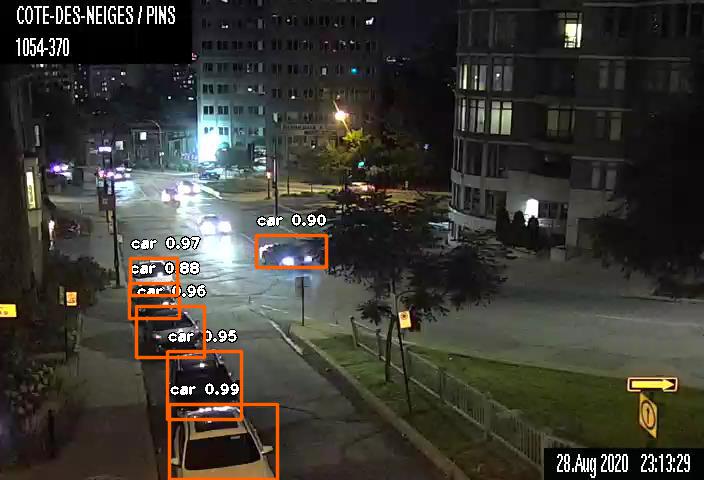 COTE-DES-NEIGES / PINS
1054-370
car 0.90
car 0.97
car 0.88
car 0.96
car 0.95
car 0.99
28.Aug 2020 23:13:29